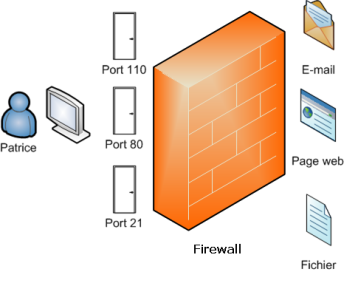 Port 110
E-mail
Patrice
Port 80
Page web
Port 21
Firewall
Fichier